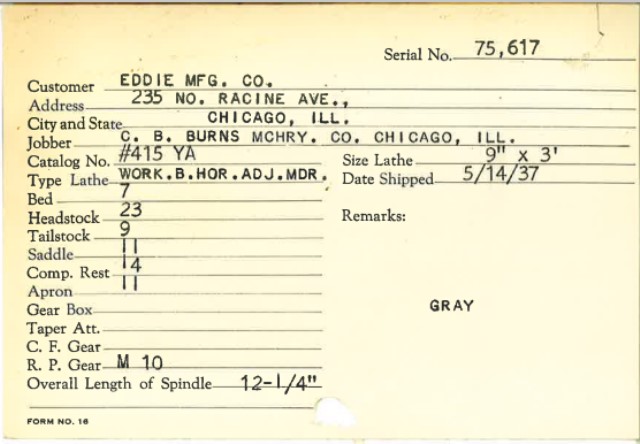 Serial No. 75,617
Customer EDDIE MFG. CO.
Address 235 NO. RACINE AVE.,
City and State CHICAGO, ILL.
Jobber C. B. BURNS MCHRY. CO. CHICAGO, ILL.
Catalog No. #415 YA Size Lathe 9" x 3'
Type Lathe WORK.B.HOR.ADJ.MDR. Date Shipped 5/14/37
Bed 7
Headstock 23 Remarks:
Tailstock 9
Saddle 11
Comp. Rest 14
Apron 11
Gear Box GRAY
Taper Att.
C. F. Gear
R. P. Gear M 10
Overall Length of Spindle 12-1/4"
FORM NO. 16